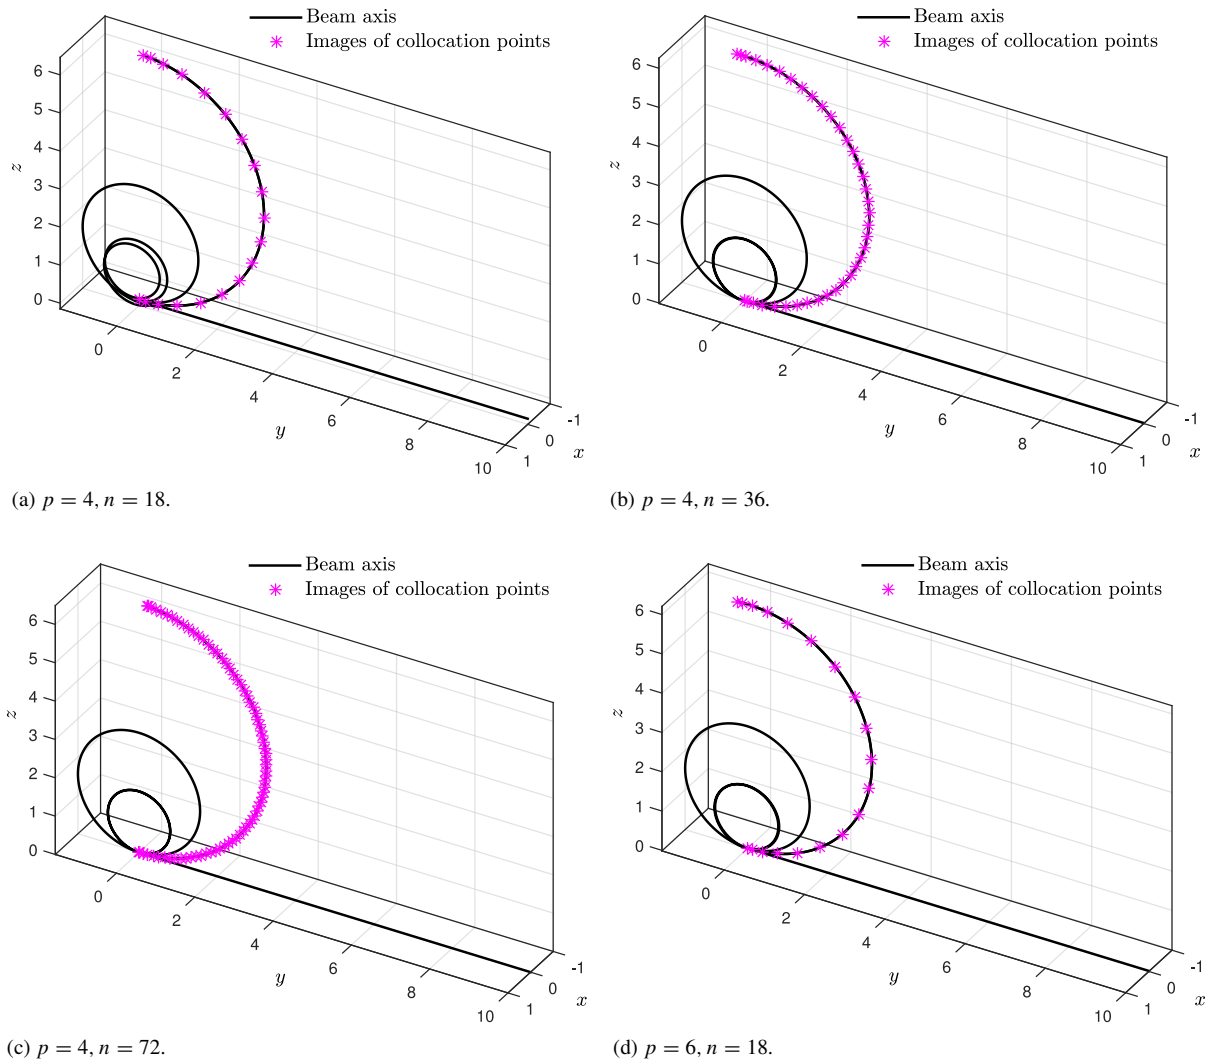 Beam axis
Images of collocation points
6
5
4
3
2
1
0
z
0
2
4
6
8
10
y
-1
0
1
x
(a) p = 4, n = 18.
Beam axis
Images of collocation points
6
5
4
3
2
1
0
z
0
2
4
6
8
10
y
-1
0
1
x
(b) p = 4, n = 36.
Beam axis
Images of collocation points
6
5
4
3
2
1
0
z
0
2
4
6
8
10
y
-1
0
1
x
(c) p = 4, n = 72.
Beam axis
Images of collocation points
6
5
4
3
2
1
0
z
0
2
4
6
8
10
y
-1
0
1
x
(d) p = 6, n = 18.